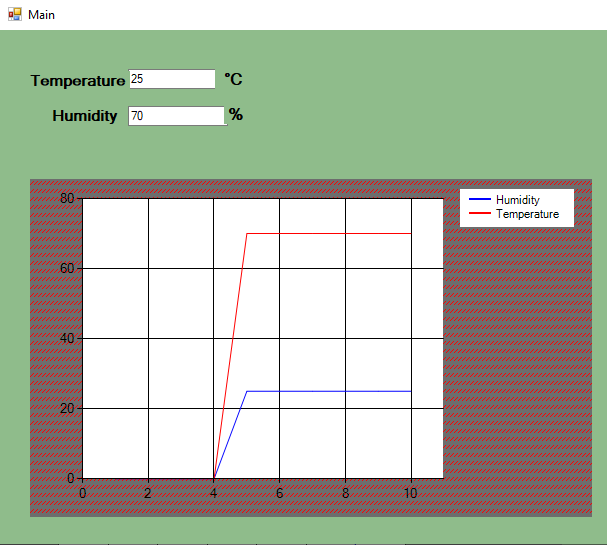 Main
Temperature 25 °C
Humidity 70 %
Humidity
Temperature
80
60
40
20
0
0 2 4 6 8 10